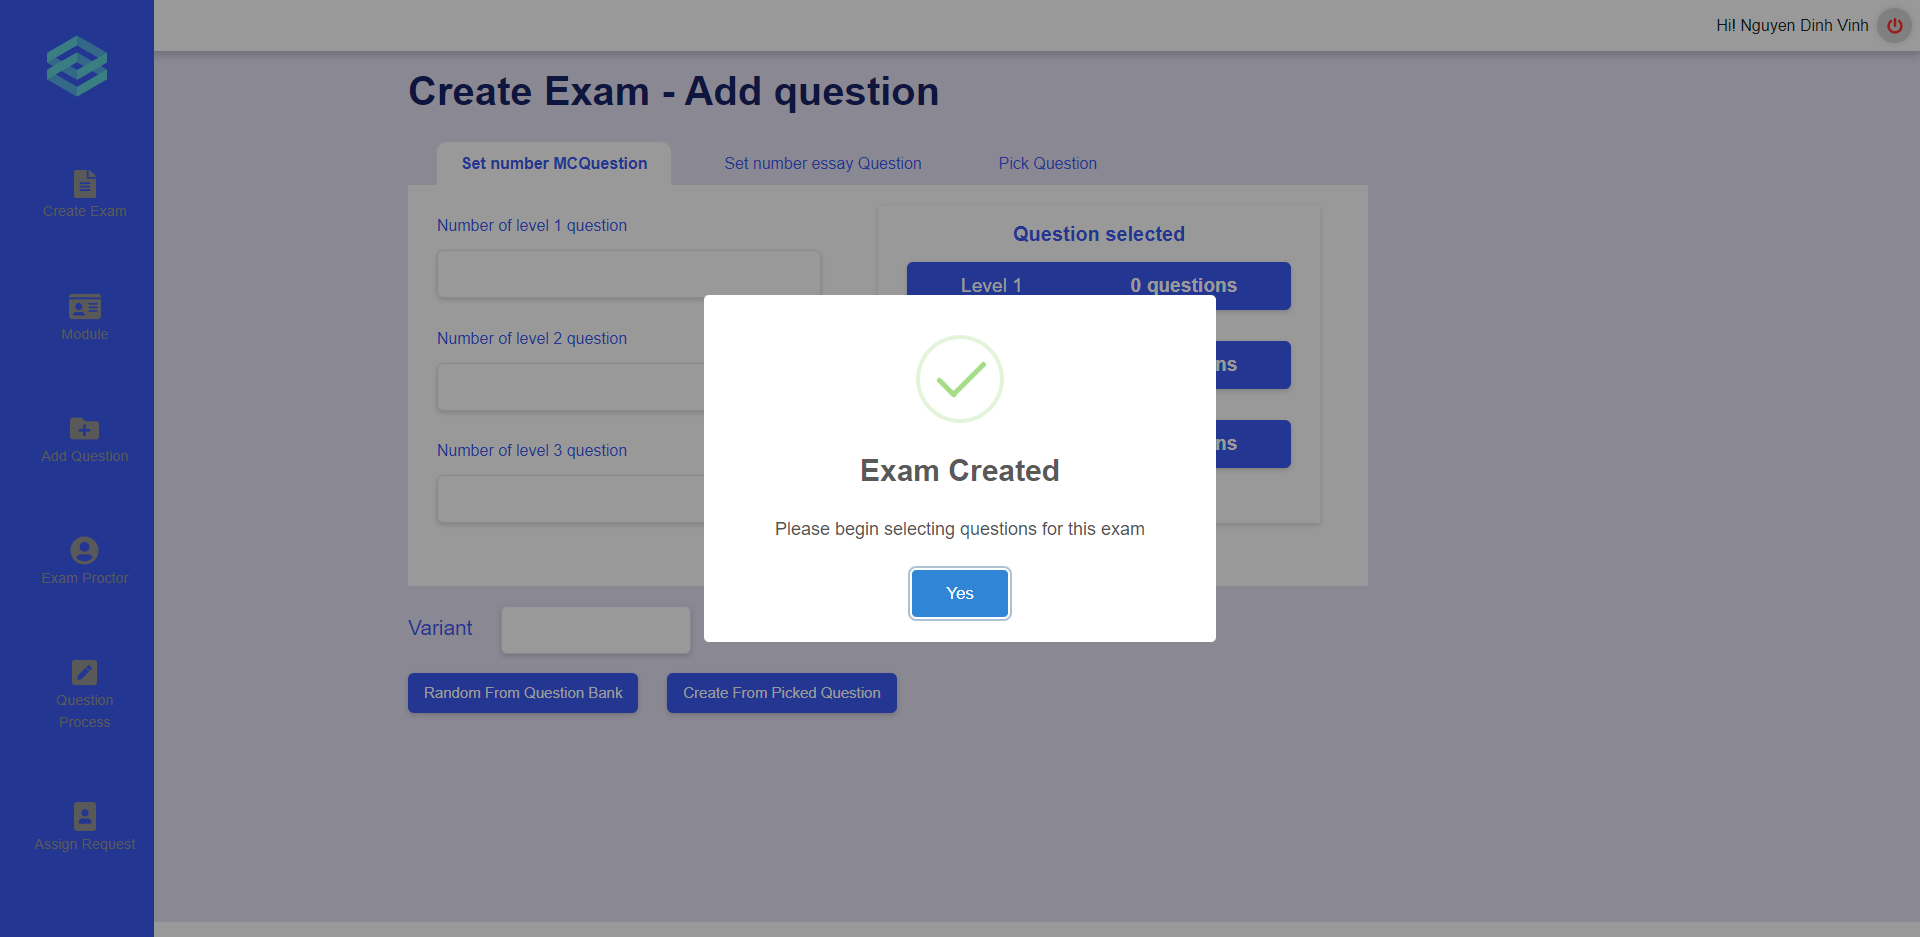 Hi! Nguyen Dinh Vinh
Create Exam
Module
Add Question
Exam Proctor
Question
Process
Assign Request
Create Exam - Add question
Set number MCQuestion
Set number essay Question
Pick Question
Number of level 1 question
Number of level 2 question
Number of level 3 question
Question selected
Level 1 0 questions
ns
ns
Exam Created
Please begin selecting questions for this exam
Yes
Variant
Random From Question Bank
Create From Picked Question